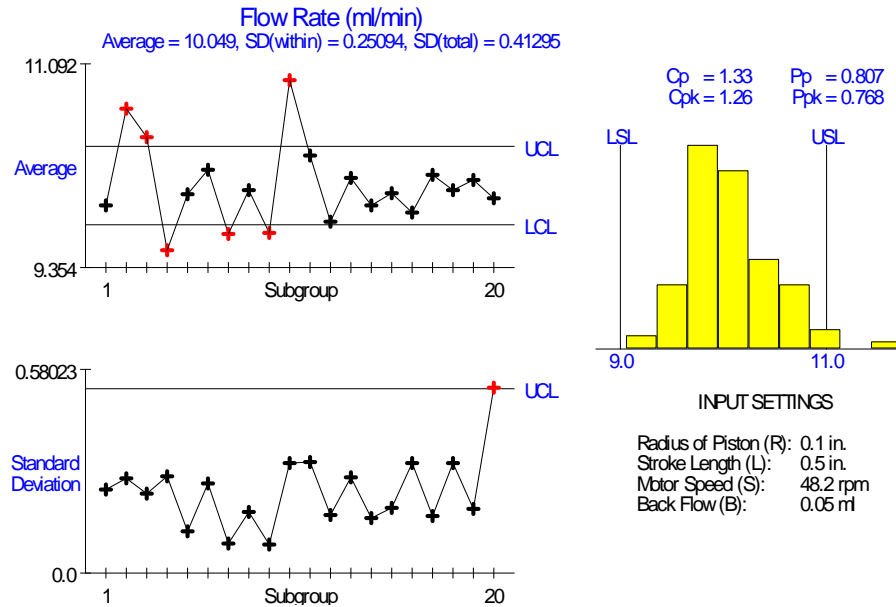 Flow Rate (ml/min)
Average = 10.049, SD(within) = 0.25094, SD(total) = 0.41295
11.092
Average
9.354
UCL
LCL
1
Subgroup
20
Cp = 1.33 Pp = 0.807
Cpk = 1.26 Ppk = 0.768
LSL
USL
9.0
11.0
0.58023
UCL
Standard
Deviation
0.0
1
Subgroup
20
INPUT SETTINGS
Radius of Piston (R): 0.1 in.
Stroke Length (L): 0.5 in.
Motor Speed (S): 48.2 rpm
Back Flow (B): 0.05 ml